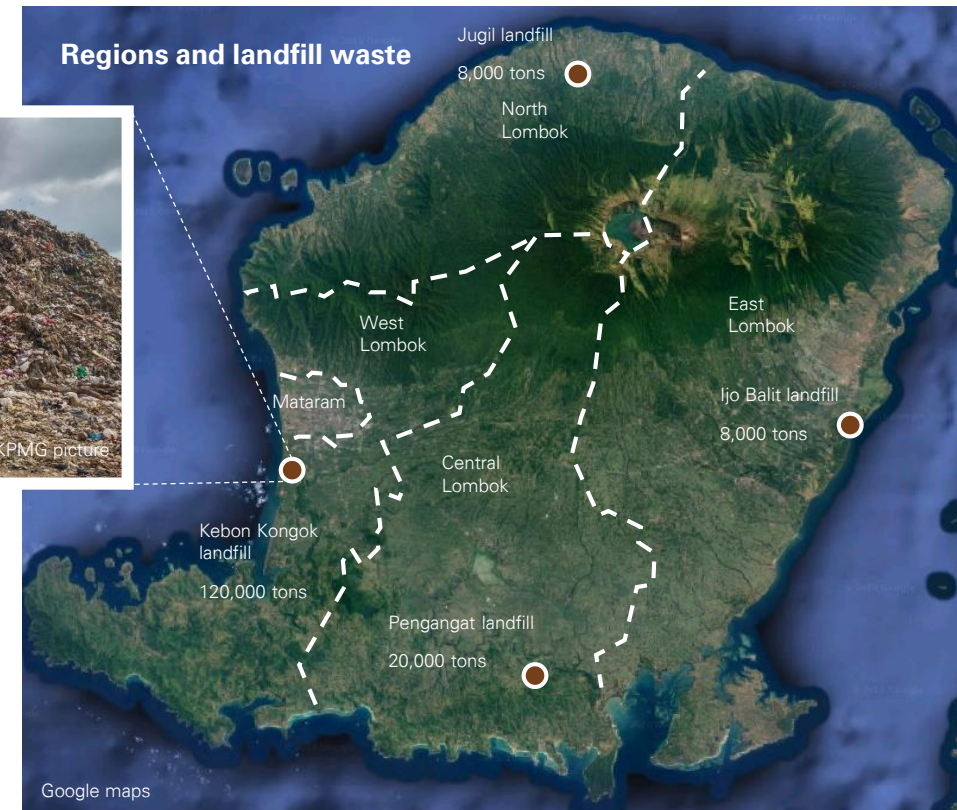 Regions and landfill waste
Jugil landfill
8,000 tons
North
Lombok
West
Lombok
East
Lombok
Mataram
Ijo Balit landfill
8,000 tons
KPMG picture
Central
Lombok
Kebon Kongok
landfill
120,000 tons
Pengangat landfill
20,000 tons
Google maps